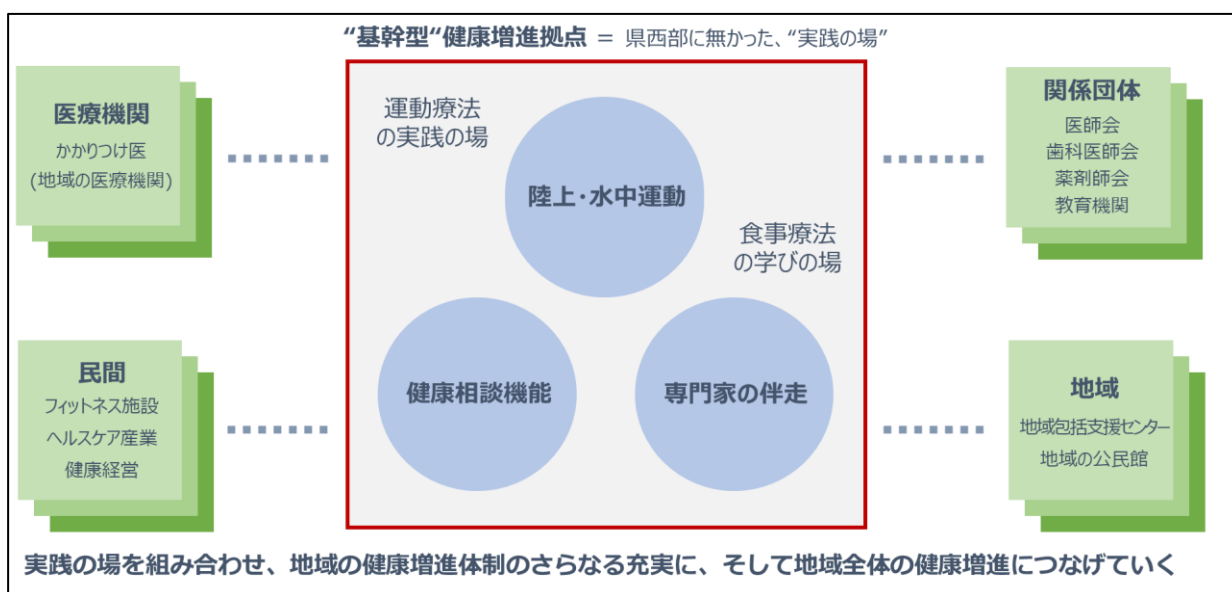 “基幹型“健康増進拠点 = 県西部に無かった、“実践の場”
医療機関
かかりつけ医
(地域の医療機関)
運動療法
の実践の場
陸上・水中運動
食事療法
の学びの場
健康相談機能
専門家の伴走
関係団体
医師会
歯科医師会
薬剤師会
教育機関
民間
フィットネス施設
ヘルスケア産業
健康経営
地域
地域包括支援センター
地域の公民館
実践の場を組み合わせ、地域の健康増進体制のさらなる充実に、そして地域全体の健康増進につなげていく